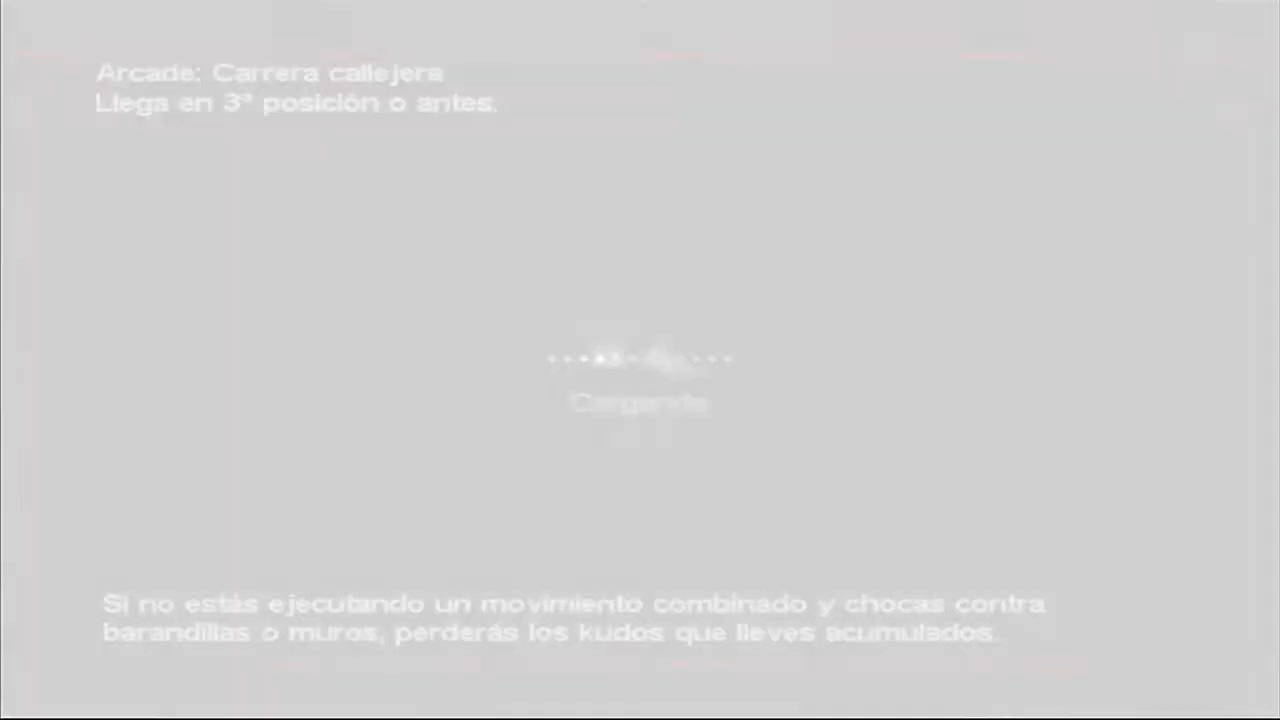 Arcade: Carrera callejera
Llega en 3ª posición o antes.
Cargando
Si no estás ejecutando un movimiento combinado y chocas contra
barandillas o muros, perderás los kudos que lleves acumulados.